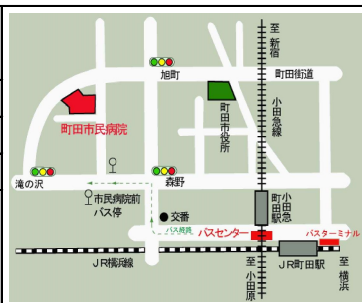 至新宿
旭町
町田街道
小田急線
町田市民病院
町田市役所
滝の沢
森野
市民病院前
バス停
交番
小田急
町田駅
バス経路
バスセンター
バスターミナル
JR横浜線
至小田原
JR町田駅
至横浜